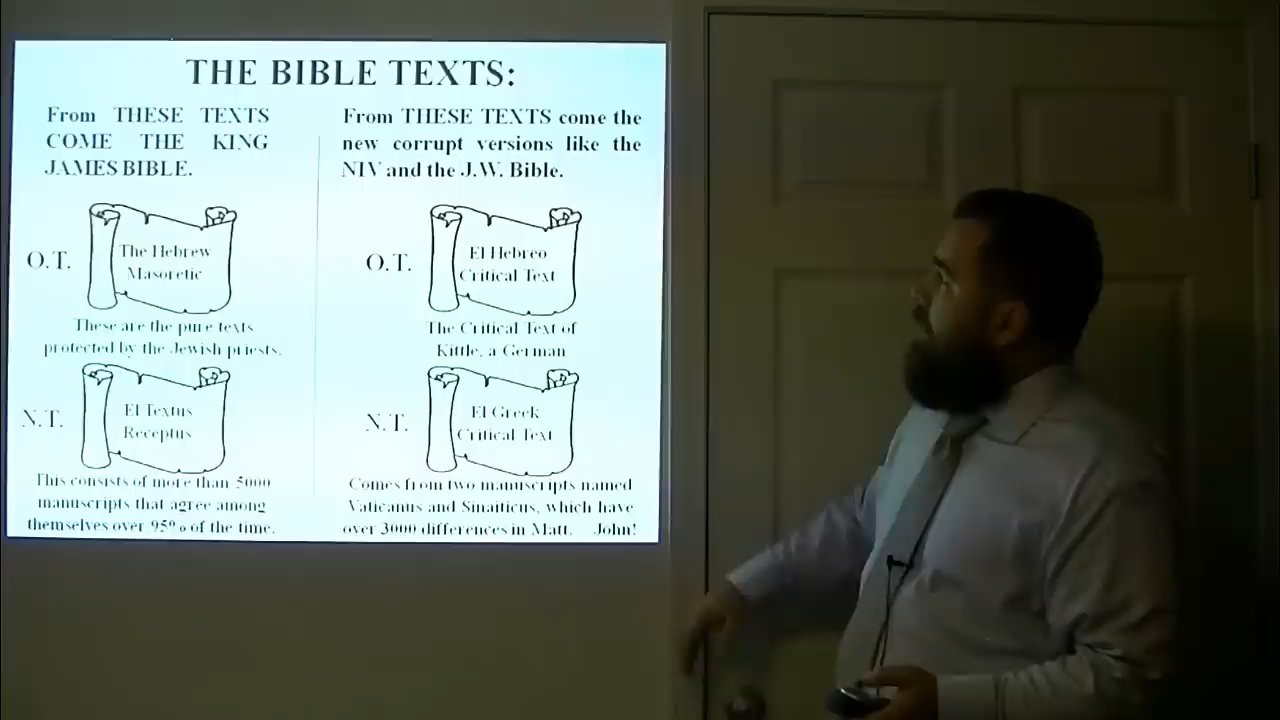 THE BIBLE TEXTS:
From THESE TEXTS
COME THE KING
JAMES BIBLE.
O.T.
The Hebrew
Masoretic
These are the pure texts
protected by the Jewish priests.
N.T.
El Textus
Receptus
This consists of more than 5000
manuscripts that agree among
themselves over 95% of the time.
From THESE TEXTS come the
new corrupt versions like the
NIV and the J.W. Bible.
O.T.
El Hebreo
Critical Text
The Critical Text of
Kittle, a German
N.T.
El Greek
Critical Text
Comes from two manuscripts named
Vaticanus and Sinaiticus, which have
over 3000 differences in Matt. John!